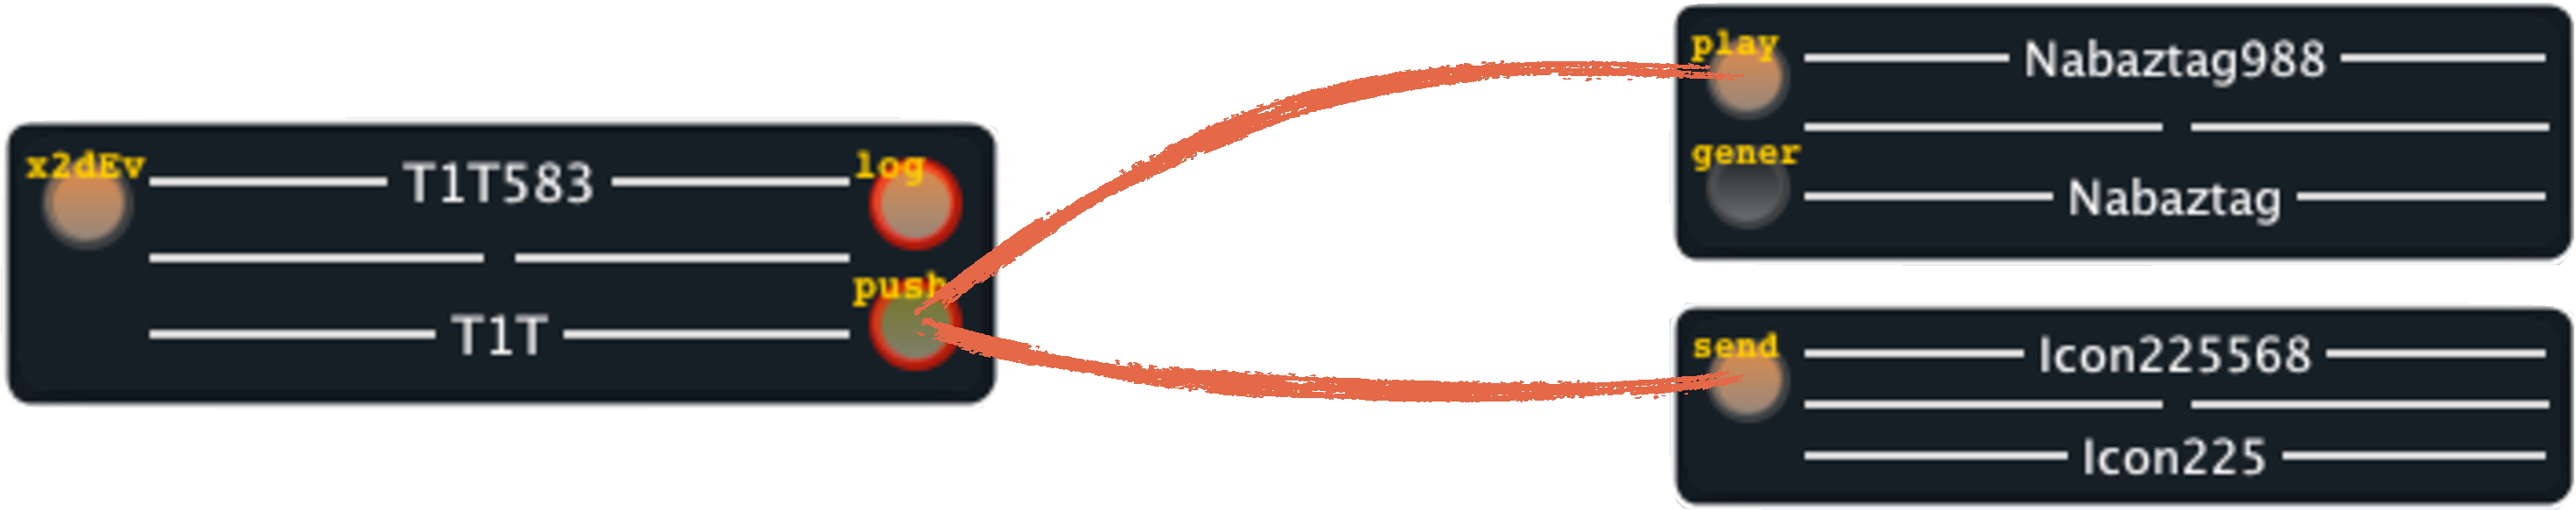 x2dEv
T1T583
log
push
T1T
play
Nabaztag988
gener
Nabaztag
send
Icon225568
Icon225